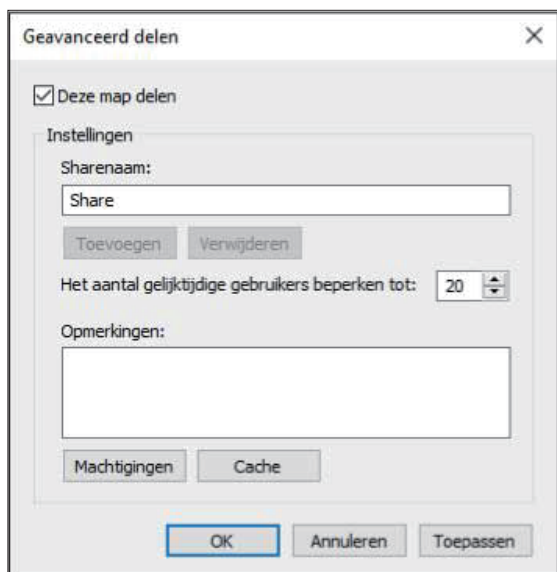 Geavanceerd delen
Deze map delen
Instellingen
Sharenaam:
Share
Toevoegen Verwijderen
Het aantal gelijktijdige gebruikers beperken tot: 20
Opmerkingen:
Machtigingen Cache
OK Annuleren Toepassen